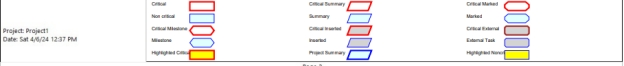 Critical
Critical Summary
Critical Marked
Non critical
Summary
Marked
Project: Project1
Date: Sat 4/6/24 12:37 PM
Critical Milestone
Critical Inserted
Critical External
Milestone
Inserted
External Task
Highlighted Critical
Project Summary
Highlighted Noncri